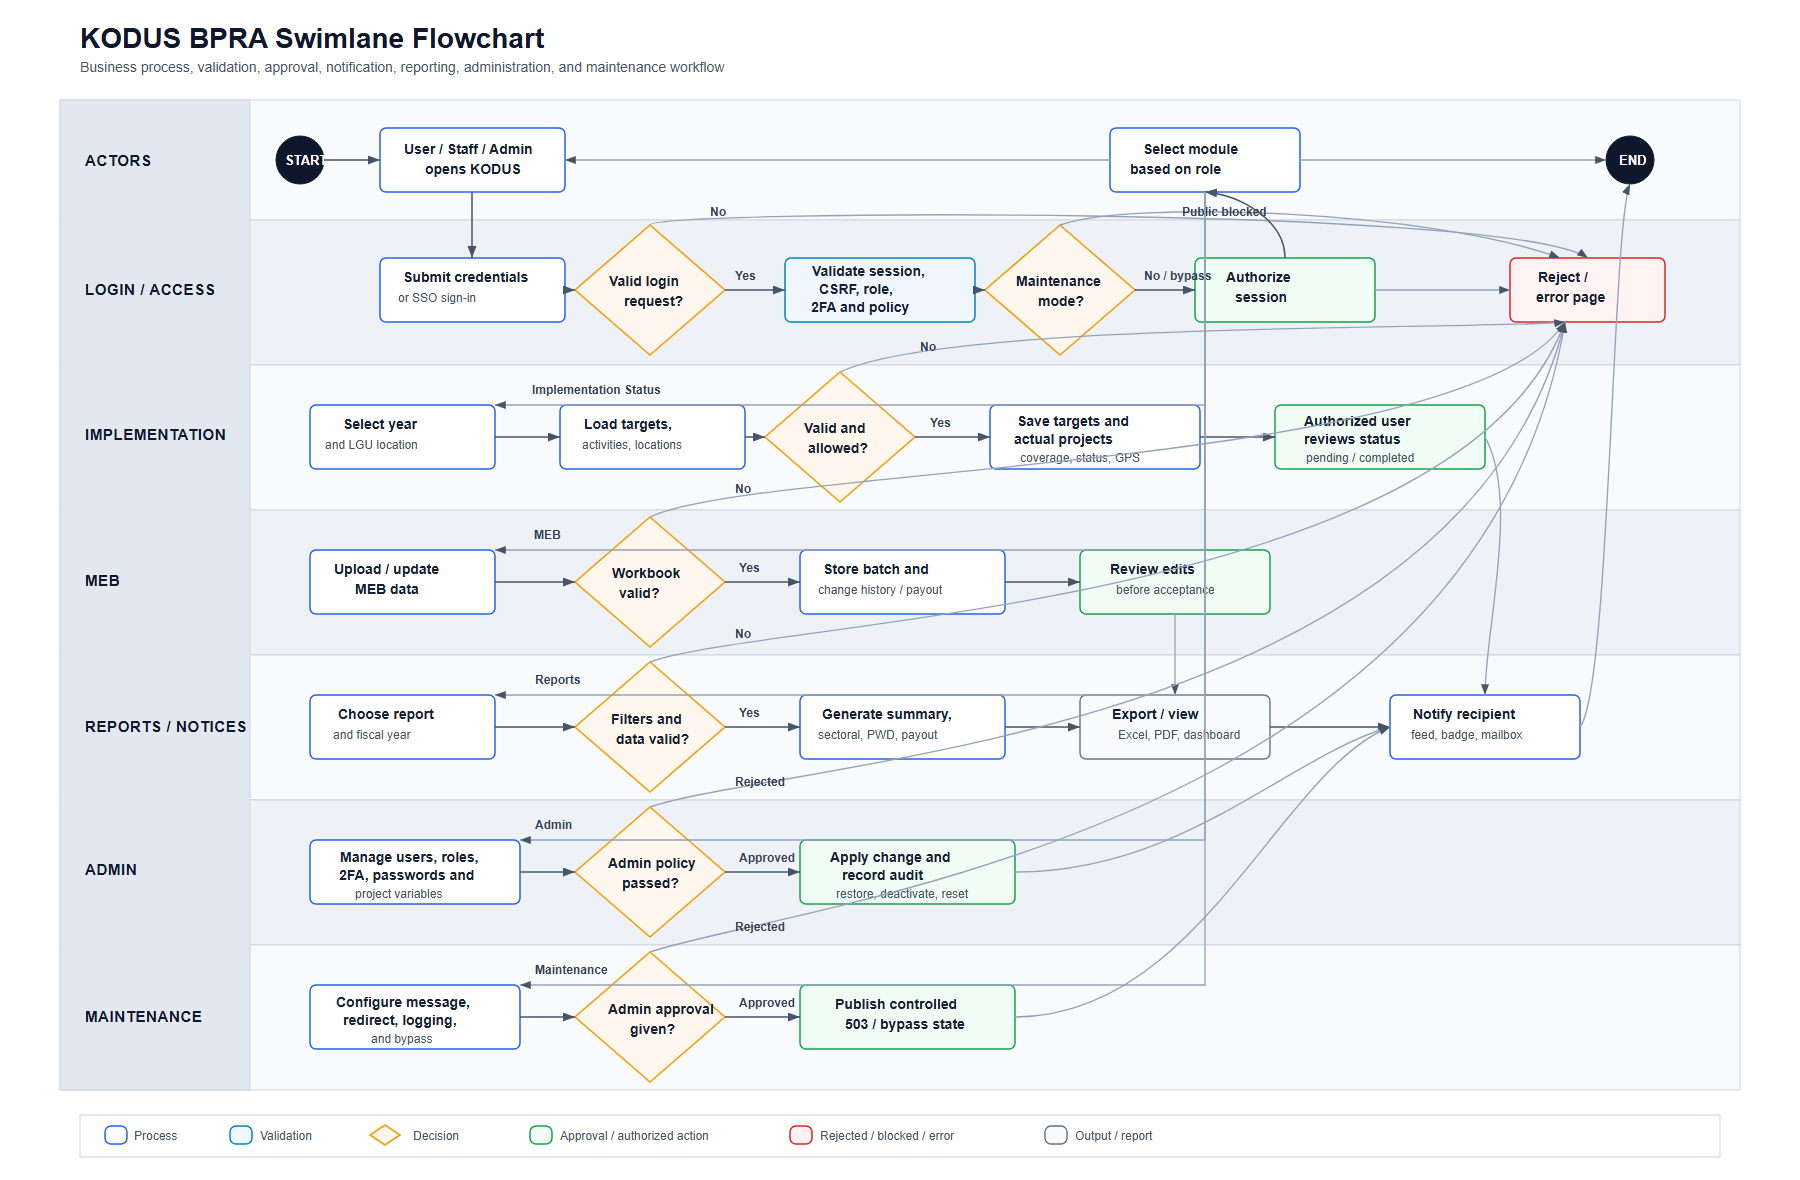 KODUS BPRA Swimlane Flowchart
Business process, validation, approval, notification, reporting, administration, and maintenance workflow
ACTORS
START
User / Staff / Admin
opens KODUS
Select module
based on role
END
No
Public blocked
LOGIN / ACCESS
Submit credentials
or SSO sign-in
Valid login
request?
Yes
Validate session,
CSRF, role,
2FA and policy
Maintenance
mode?
No / bypass
Authorize
session
Reject /
error page
No
IMPLEMENTATION
Implementation Status
Select year
and LGU location
Load targets,
activities, locations
Valid and
allowed?
Yes
Save targets and
actual projects
coverage, status, GPS
Authorized user
reviews status
pending / completed
No
MEB
MEB
Upload / update
MEB data
Workbook
valid?
Yes
Store batch and
change history / payout
Review edits
before acceptance
No
REPORTS / NOTICES
Reports
Choose report
and fiscal year
Filters and
data valid?
Yes
Generate summary,
sectoral, PWD, payout
Export / view
Excel, PDF, dashboard
Notify recipient
feed, badge, mailbox
Rejected
ADMIN
Admin
Manage users, roles,
2FA, passwords and
project variables
Admin policy
passed?
Approved
Apply change and
record audit
restore, deactivate, reset
Rejected
MAINTENANCE
Maintenance
Configure message,
redirect, logging,
and bypass
Admin approval
given?
Approved
Publish controlled
503 / bypass state
Process
Validation
Decision
Approval / authorized action
Rejected / blocked / error
Output / report